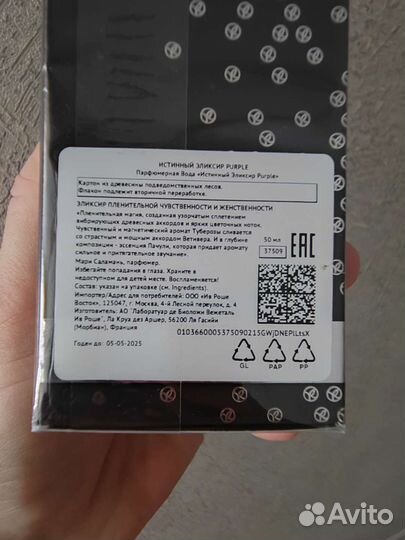 ИСТИННЫЙ ЭЛИКСИР PURPLE
Парфюмерная Вода «Истинный Эликсир Purple»
Картон из древесины подведомственных лесов.
Флакон подлежит вторичной переработке.
ЭЛИКСИР ПЛЕНИТЕЛЬНОЙ ЧУВСТВЕННОСТИ И ЖЕНСТВЕННОСТИ
«Пленительная магия, созданная узорчатым сплетением
вибрирующих древесных аккордов и ярких цветочных ноток.
Чувственный и магнетический аромат Туберозы сливается
со страстным и мощным аккордом Ветивера. И в глубине
композиции - эссенция Пачули, которая придает аромату
сильное и притягательное звучание».
Мари Саламань, парфюмер.
Избегайте попадания в глаза. Храните в
недоступном для детей месте. Воспламеняется!
Состав: указан на упаковке (см. Ingredients).
Импортер/Адрес для потребителей: ООО «Ив Роше
Восток», 125047, г. Москва, 4-й Лесной переулок, д. 4
Изготовитель: АО "Лаборатуар де Биоложи Вежеталь
Ив Роше", Ла Круа дез Аршер, 56200 Ля Гасийи
(Морбиан), Франция
50 мл
37509
EAC
0103660005375090215GWjDNEPlLtsX
GL
PAP
PP
Годен до: 05-05-2025
Avito